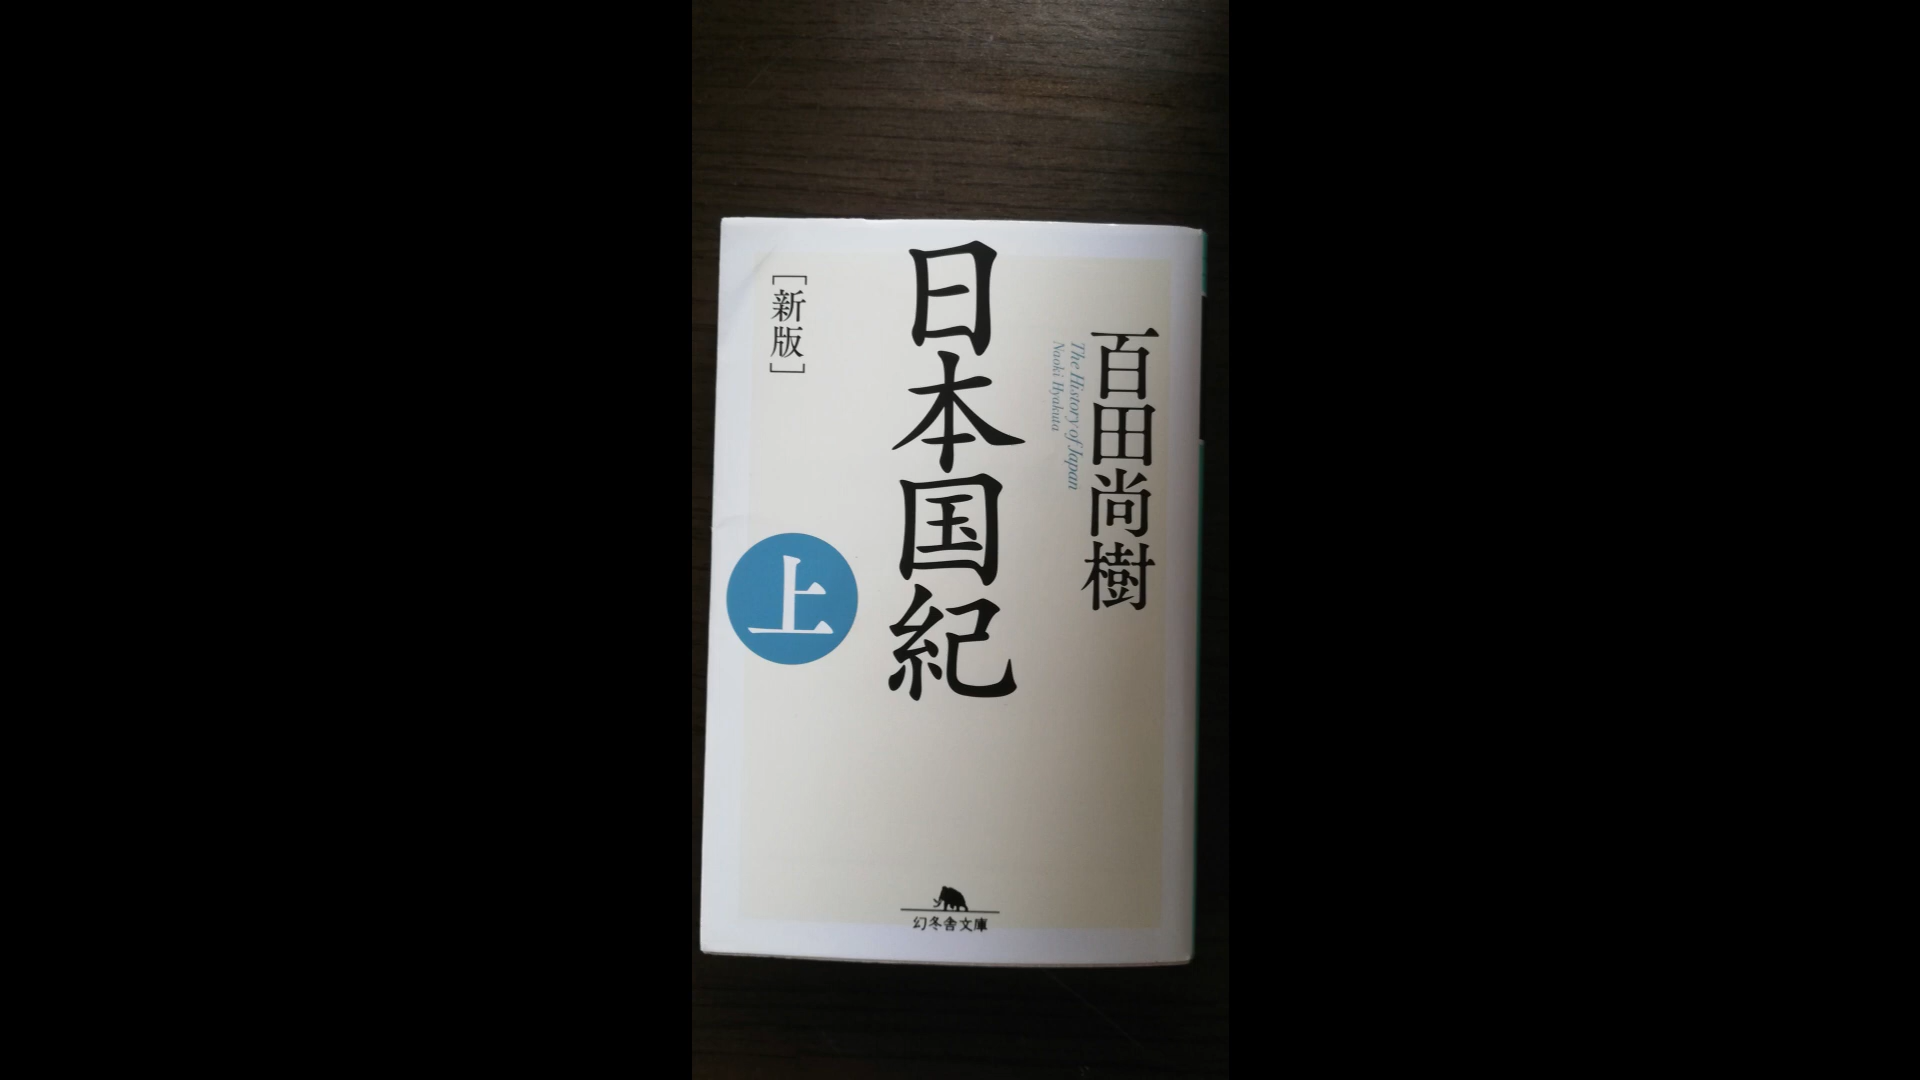 百田尚樹
The History of Japan
Naoki Hyakuta
日本国紀
[新版]
上
幻冬舎文庫